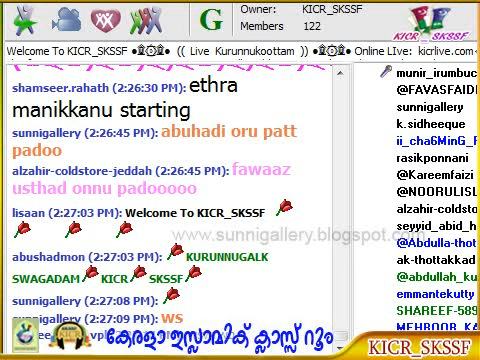 Owner: KICR_SKSSF
Members 122
KICR_SKSSF
Welcome To KICR_SKSSF (( Live Kurunnukoottam )) Online LIve: kicrlive.com
shamseer.rahath (2:26:30 PM): ethra
manikkanu starting
sunnigallery (2:26:45 PM): abuhadi oru patt
padoo
alzahir-coldstore-jeddah (2:26:45 PM): fawaaz
usthad onnu padooooo
lisaan (2:27:03 PM): Welcome To KICR_SKSSF
www.sunnigallery.blogspot.com
abushadmon (2:27:03 PM): KURUNNUGALK
SWAGADAM KICR SKSSF
sunnigallery (2:27:08 PM):
sunnigallery (2:27:09 PM): ws
munir_irumbuc
@FAVASFAIDI
sunnigallery
k.sidheeque
ii_cha6MinG_
rasikponnani
@Kareemfaizi
@NOORULISL
alzahir-coldsto
seyyid_abid_h
@Abdulla-thot
ak-thottakkad
@abdullah_ku
emmantekutty
SHAREEF-589
MEHROOB_KA
കേരളാ ഇസ്ലാമിക് ക്ലാസ്സ് റൂം
KICR_SKSSF